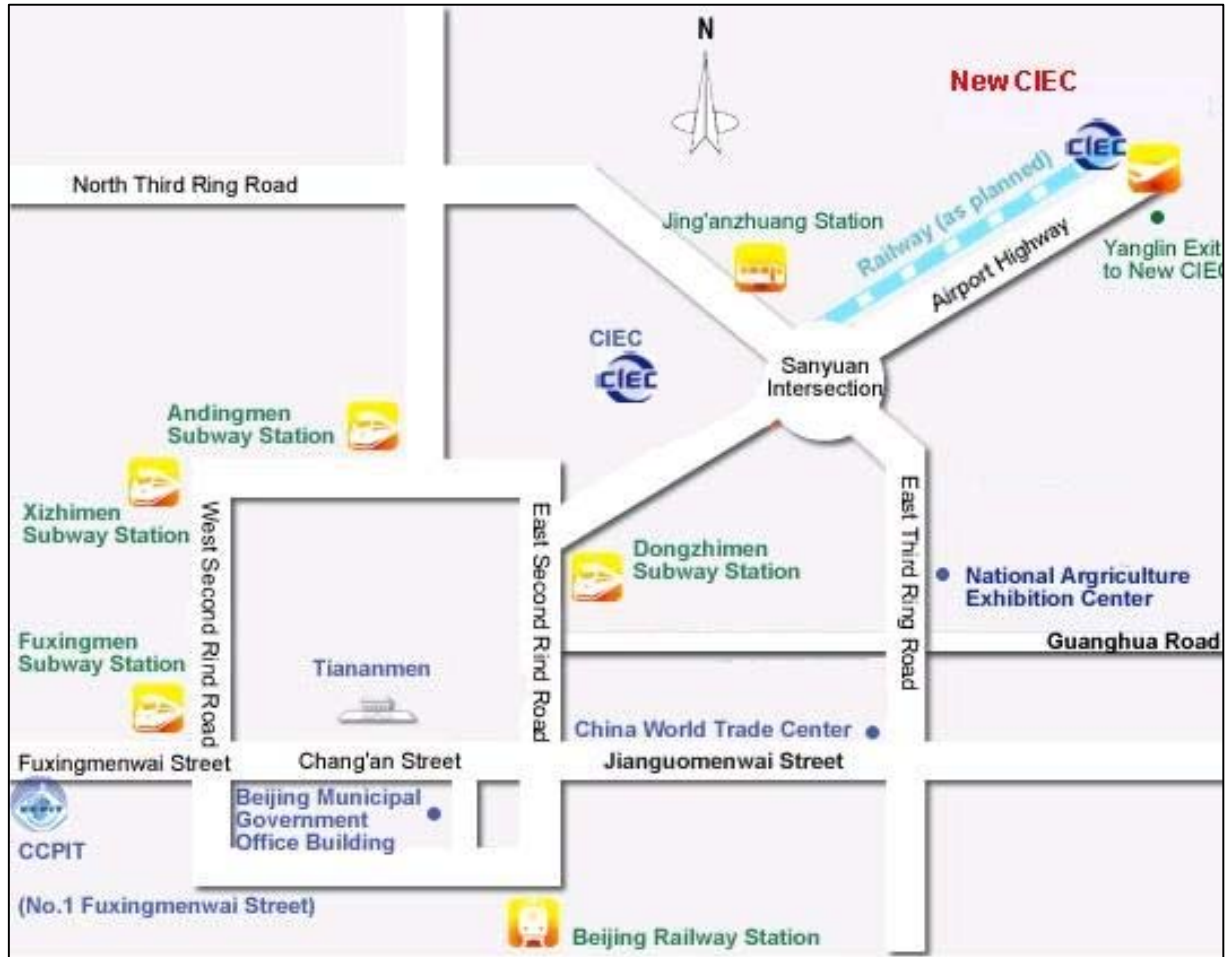 N
New CIEC
CIEC
North Third Ring Road
Jing'anzhuang Station
Railway (as planned)
Airport Highway
Yanglin Exit
to New CIE
CIEC
CIEC
Sanyuan
Intersection
Andingmen
Subway Station
Xizhimen
Subway Station
West Second Rind Road
East Second Rind Road
Dongzhimen
Subway Station
East Third Ring Road
National Argriculture
Exhibition Center
Guanghua Road
Fuxingmen
Subway Station
Tiananmen
China World Trade Center
Fuxingmenwai Street
Chang'an Street
Jianguomenwai Street
Beijing Municipal
Government
Office Building
CCPIT
CCPIT
(No.1 Fuxingmenwai Street)
Beijing Railway Station